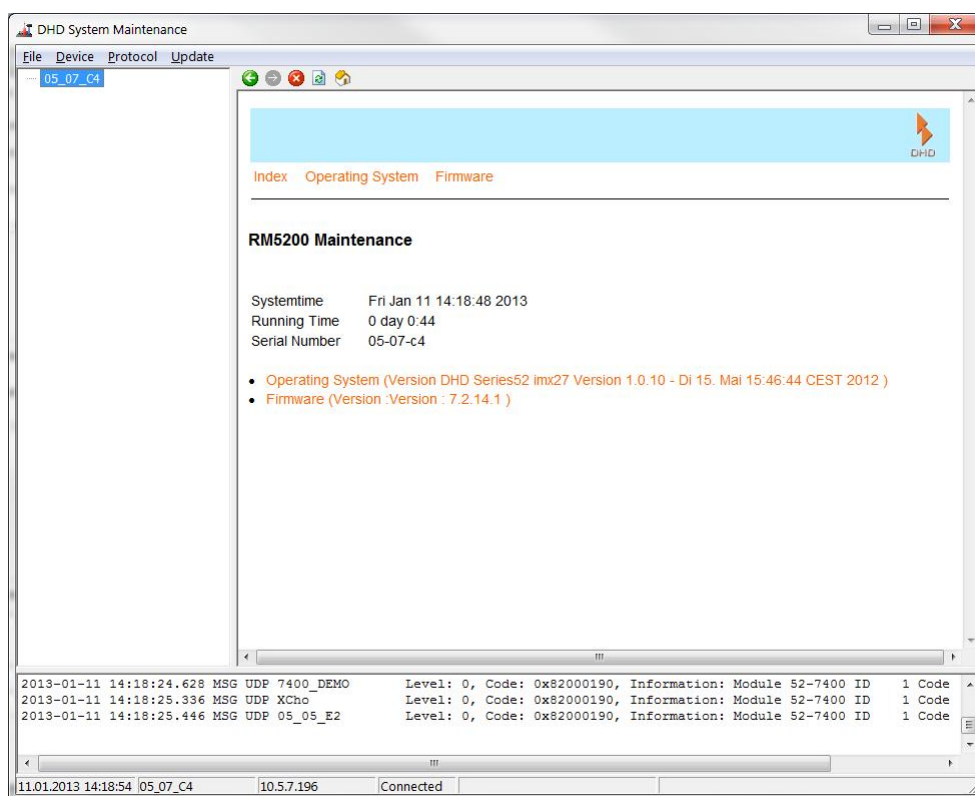 DHD System Maintenance
File Device Protocol Update
05_07_C4
DHD
Index Operating System Firmware
RM5200 Maintenance
Systemtime Fri Jan 11 14:18:48 2013
Running Time 0 day 0:44
Serial Number 05-07-c4
• Operating System (Version DHD Series52 imx27 Version 1.0.10 - Di 15. Mai 15:46:44 CEST 2012 )
• Firmware (Version :Version : 7.2.14.1 )
2013-01-11 14:18:24.628 MSG UDP 7400_DEMO Level: 0, Code: 0x82000190, Information: Module 52-7400 ID 1 Code
2013-01-11 14:18:25.336 MSG UDP XCho Level: 0, Code: 0x82000190, Information: Module 52-7400 ID 1 Code
2013-01-11 14:18:25.446 MSG UDP 05_05_E2 Level: 0, Code: 0x82000190, Information: Module 52-7400 ID 1 Code
11.01.2013 14:18:54 05_07_C4 10.5.7.196 Connected